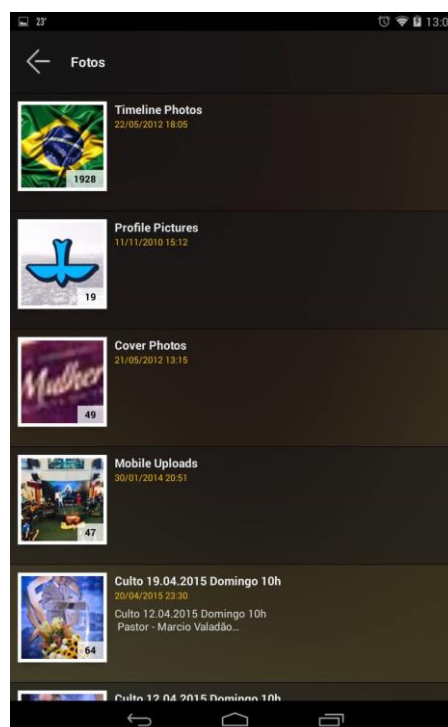 23°
13:0
Fotos
Timeline Photos
22/05/2012 18:05
1928
Profile Pictures
11/11/2010 15:12
19
Cover Photos
21/05/2012 13:15
Mulher
49
Mobile Uploads
30/01/2014 20:51
47
Culto 19.04.2015 Domingo 10h
20/04/2015 23:30
Culto 12.04.2015 Domingo 10h
Pastor - Marcio Valadão...
64
Culto 12.04.2015 Domingo 10h